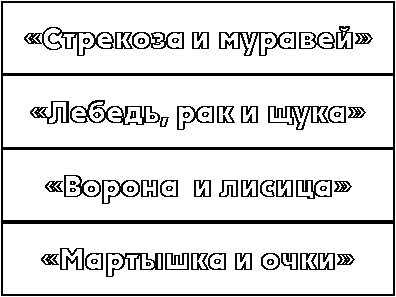 «Стрекоза и муравей»
«Лебедь, рак и щука»
«Ворона и лисица»
«Мартышка и очки»